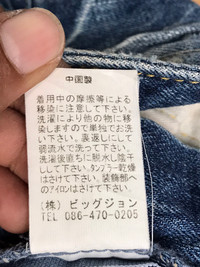 中国製
着用中の摩擦等による
移染に注意して下さい。
洗濯により他の物に移
染しますので単独でお洗
い下さい。裏返しにして
弱流水で洗って下さい。
洗濯後直ちに脱水し陰干
して下さい。タンブラー乾燥
はさけて下さい。装飾部へ
のアイロンはさけて下さい。
(株) ビッグジョン
TEL 086-470-0205